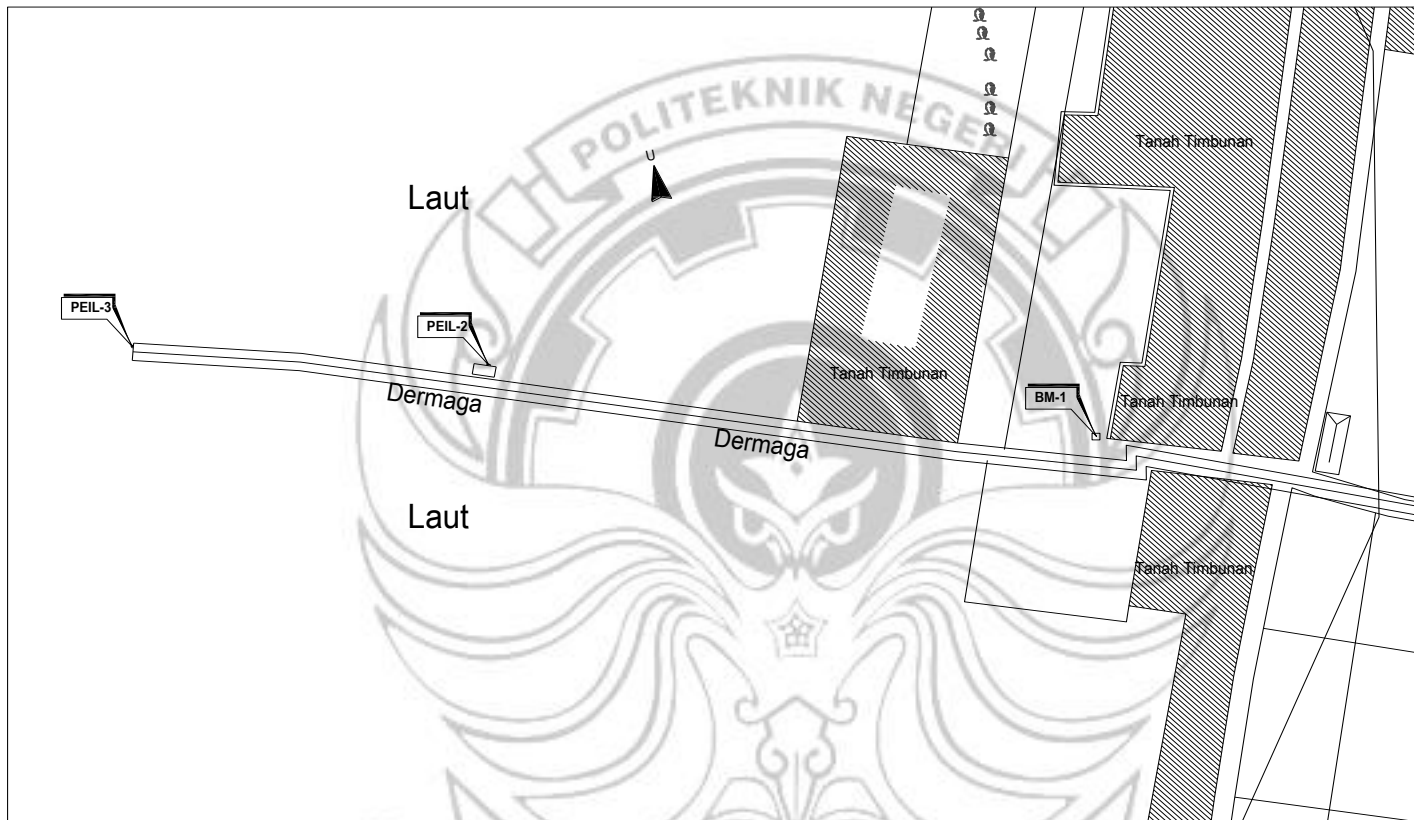 POLITEKNIK NEGERI
U
Tanah Timbunan
Laut
PEIL-3
PEIL-2
Tanah Timbunan
Dermaga
BM-1
Tanah Timbunan
Dermaga
Laut
Tanah Timbunan